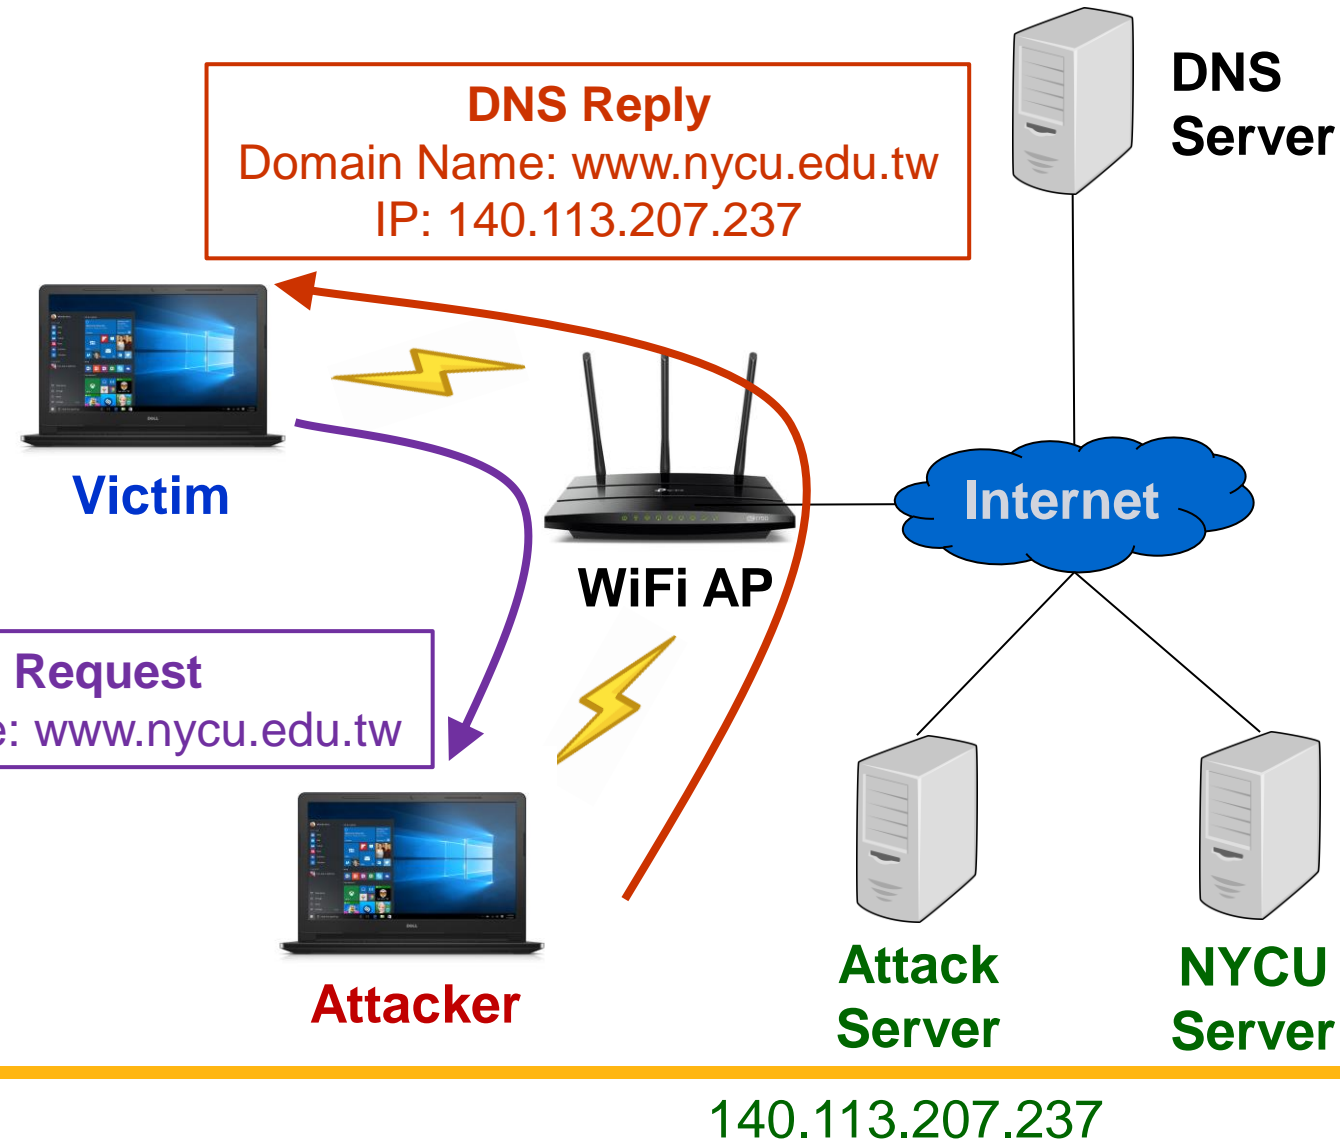 DNS Reply
Domain Name: www.nycu.edu.tw
IP: 140.113.207.237
DNS
Server
Victim
Internet
WiFi AP
Request
e: www.nycu.edu.tw
Attacker
Attack
Server
NYCU
Server
140.113.207.237